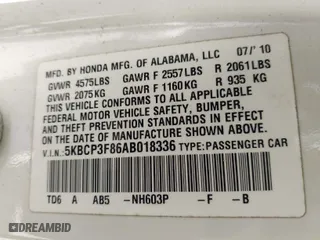 MFD. BY HONDA MFG. OF ALABAMA, LLC 07/ 10
GVWR 4575LBS GAWR F 2557LBS R 2061LBS
GVWR 2075KG GAWR F 1160KG R 935 KG
THIS VEHICLE CONFORMS TO ALL APPLICABLE
FEDERAL MOTOR VEHICLE SAFETY, BUMPER,
AND THEFT PREVENTION STANDARDS IN EFFECT
ON THE DATE OF MANUFACTURE SHOWN ABOVE.
V.I.N.: 5KBCP3F86AB018336 TYPE: PASSENGER CAR
TD6 A AB5 -NH603P -F -B
DEALERSHIP